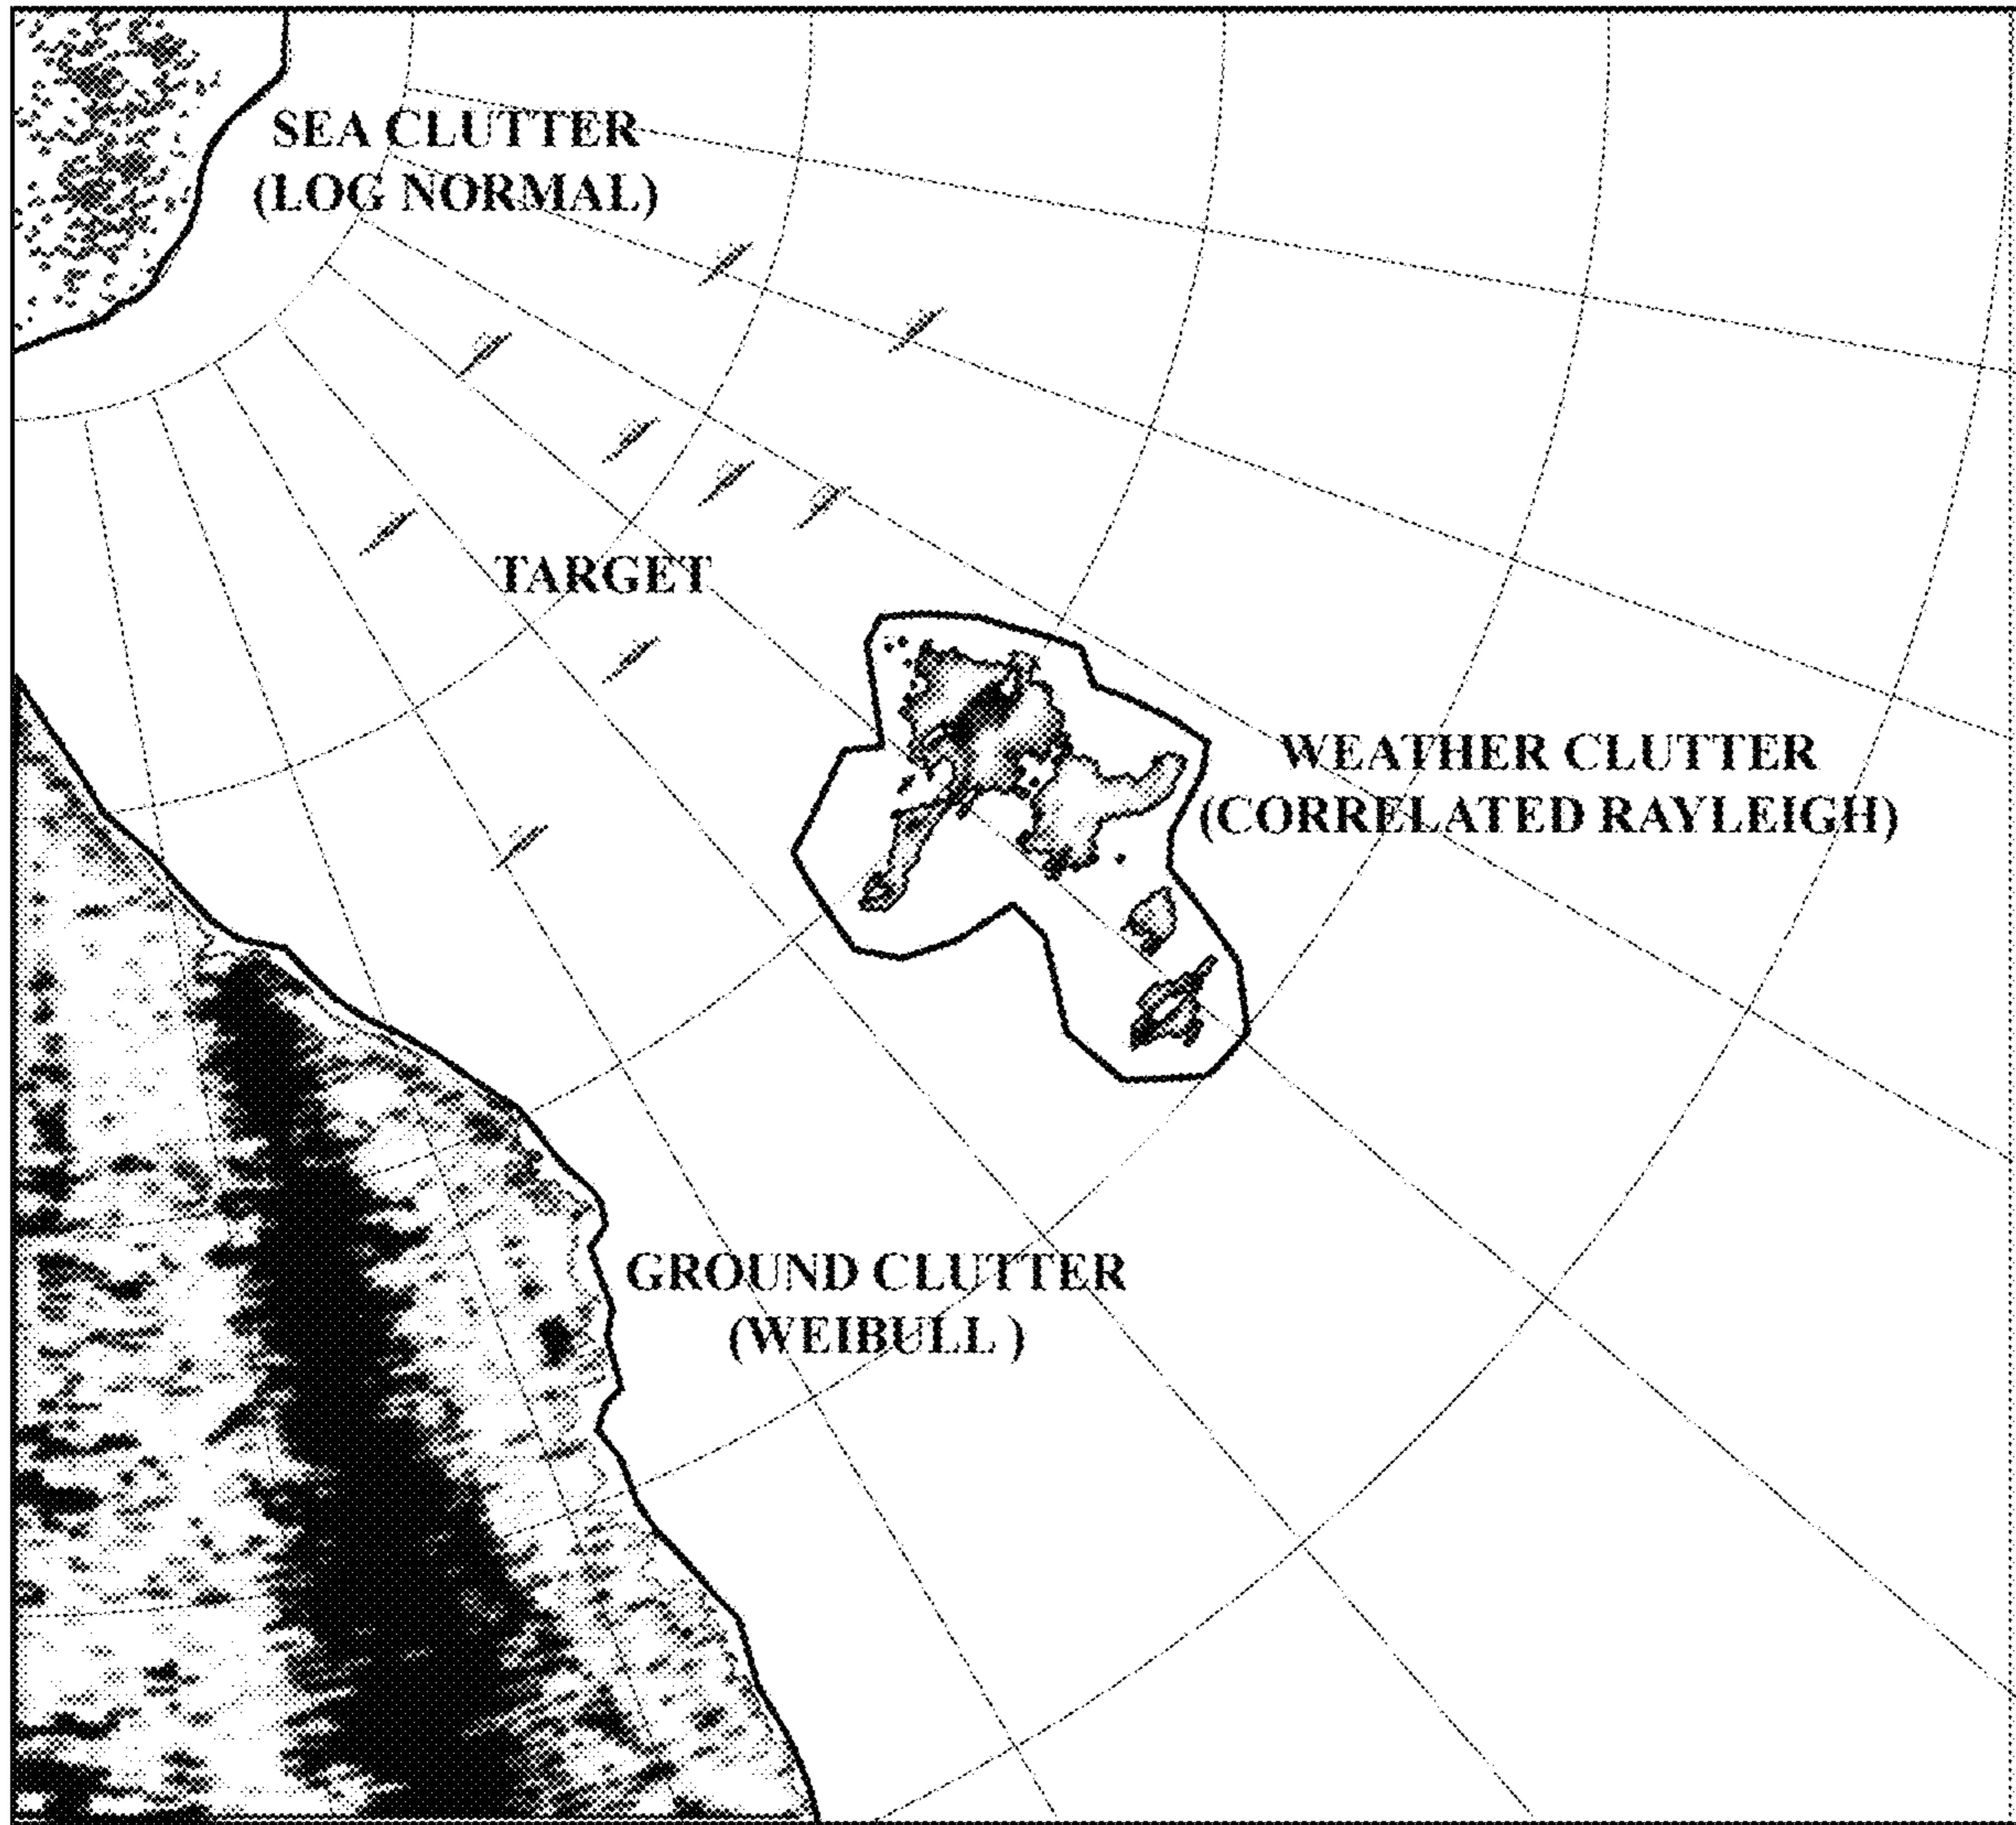 SEA CLUTTER
(LOG NORMAL)
TARGET
WEATHER CLUTTER
(CORRELATED RAYLEIGH)
GROUND CLUTTER
(WEIBULL )